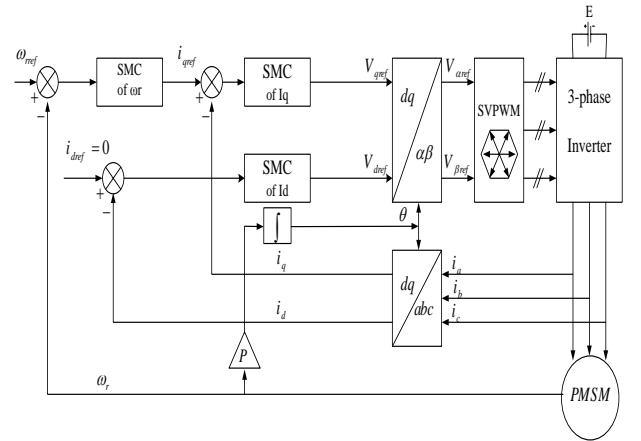 E
ω_rref
+
−
SMC
of ωr
i_qref
+
−
SMC
of Iq
V_qref
dq
αβ
V_αref
V_βref
SVPWM
3-phase
Inverter
i_dref = 0
+
−
SMC
of Id
V_dref
θ
∫
i_q
i_d
dq
abc
i_a
i_b
i_c
P
ω_r
PMSM